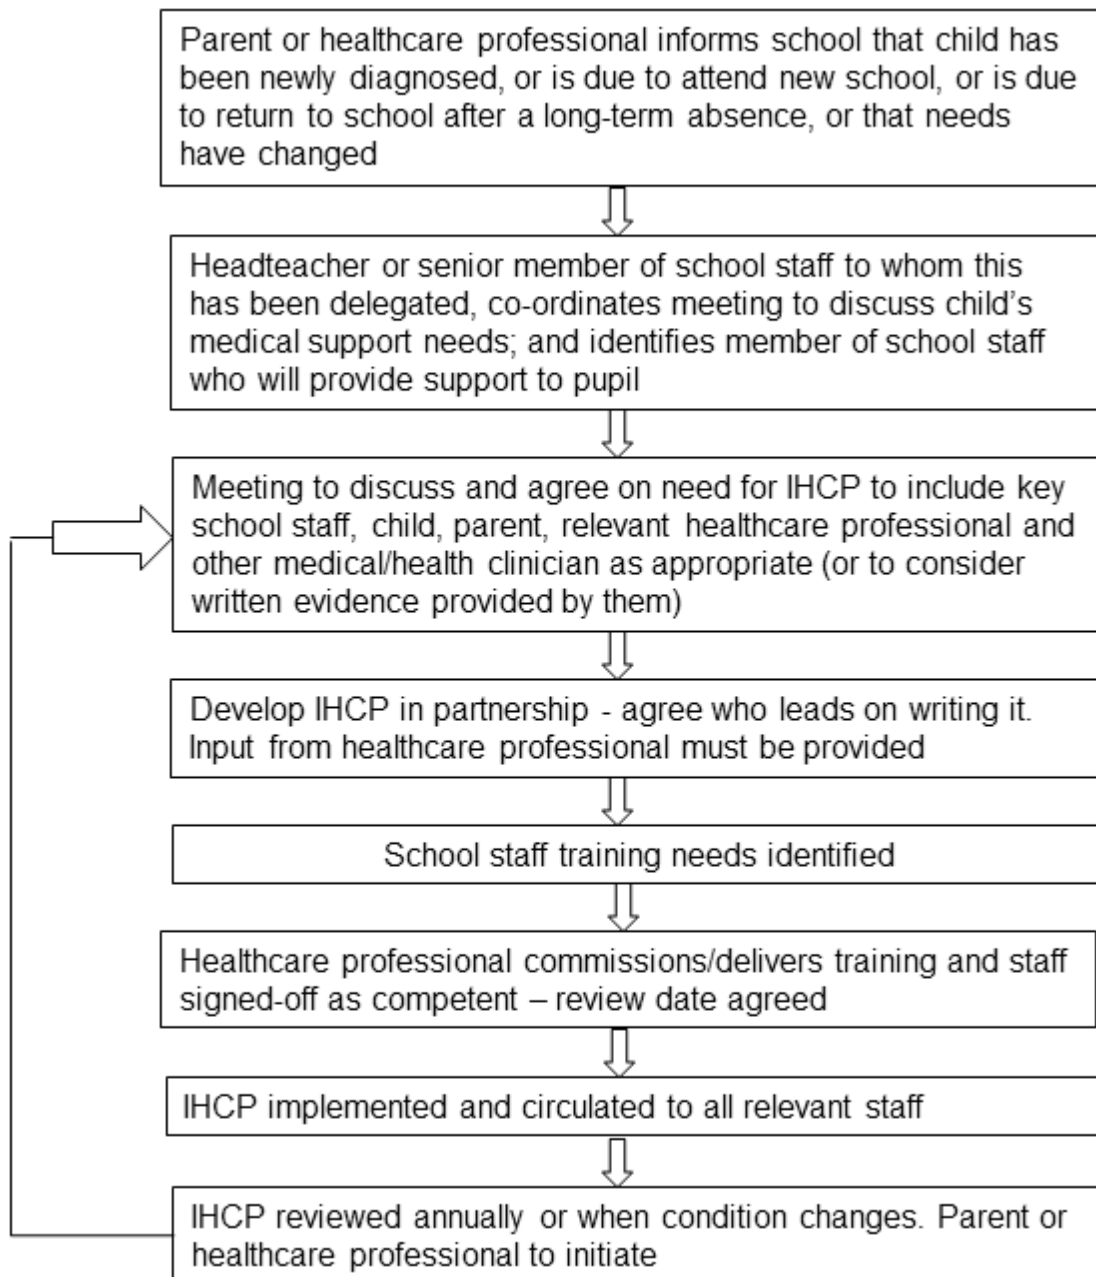 Parent or healthcare professional informs school that child has
been newly diagnosed, or is due to attend new school, or is due
to return to school after a long-term absence, or that needs
have changed
Headteacher or senior member of school staff to whom this
has been delegated, co-ordinates meeting to discuss child's
medical support needs; and identifies member of school staff
who will provide support to pupil
Meeting to discuss and agree on need for IHCP to include key
school staff, child, parent, relevant healthcare professional and
other medical/health clinician as appropriate (or to consider
written evidence provided by them)
Develop IHCP in partnership - agree who leads on writing it.
Input from healthcare professional must be provided
School staff training needs identified
Healthcare professional commissions/delivers training and staff
signed-off as competent – review date agreed
IHCP implemented and circulated to all relevant staff
IHCP reviewed annually or when condition changes. Parent or
healthcare professional to initiate